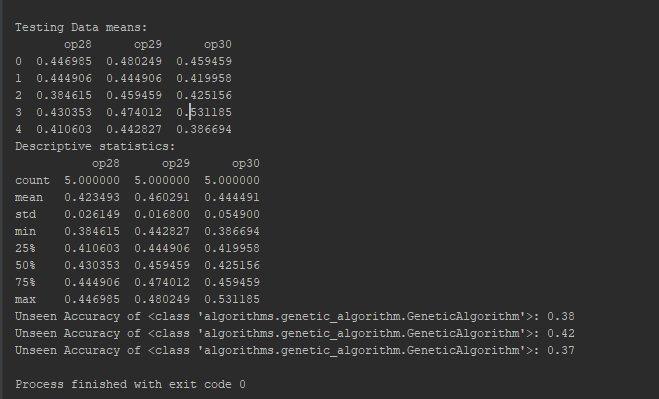 Testing Data means:
op28 op29 op30
0 0.446985 0.480249 0.459459
1 0.444906 0.444906 0.419958
2 0.384615 0.459459 0.425156
3 0.430353 0.474012 0.531185
4 0.410603 0.442827 0.386694
Descriptive statistics:
op28 op29 op30
count 5.000000 5.000000 5.000000
mean 0.423493 0.460291 0.444491
std 0.026149 0.016800 0.054900
min 0.384615 0.442827 0.386694
25% 0.410603 0.444906 0.419958
50% 0.430353 0.459459 0.425156
75% 0.444906 0.474012 0.459459
max 0.446985 0.480249 0.531185
Unseen Accuracy of <class 'algorithms.genetic_algorithm.GeneticAlgorithm'>: 0.38
Unseen Accuracy of <class 'algorithms.genetic_algorithm.GeneticAlgorithm'>: 0.42
Unseen Accuracy of <class 'algorithms.genetic_algorithm.GeneticAlgorithm'>: 0.37
Process finished with exit code 0